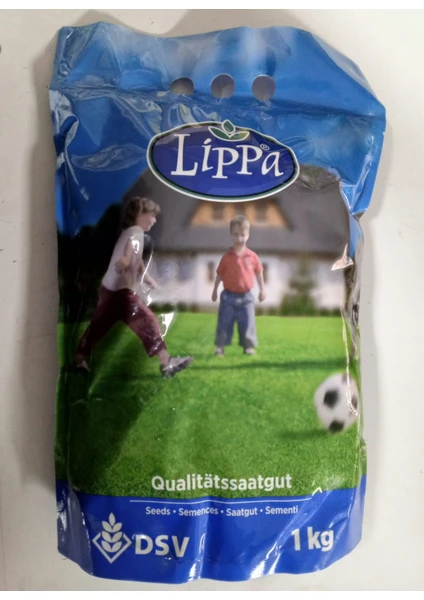 Lippa®
Qualitätssaatgut
Seeds • Semences • Saatgut • Sementi
DSV
1 kg